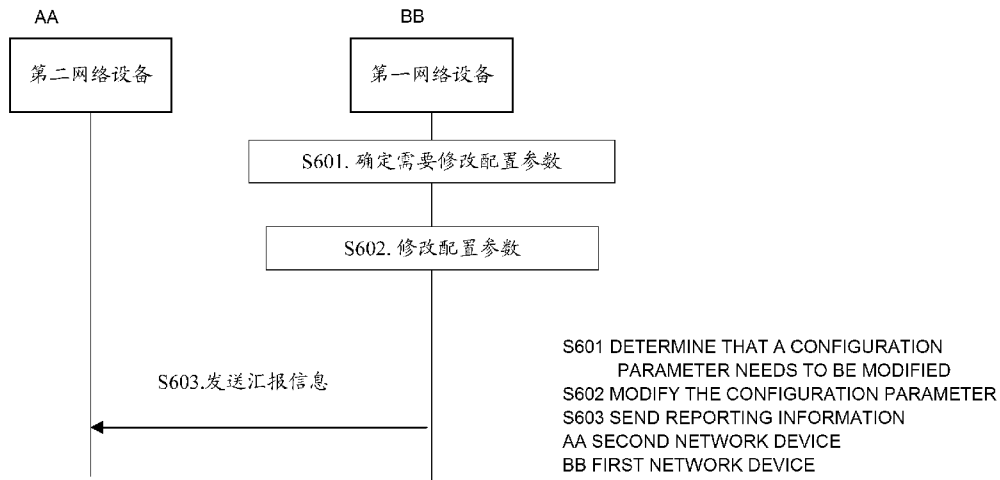 AA
BB
第二网络设备
第一网络设备
S601. 确定需要修改配置参数
S602. 修改配置参数
S603.发送汇报信息
S601 DETERMINE THAT A CONFIGURATION
PARAMETER NEEDS TO BE MODIFIED
S602 MODIFY THE CONFIGURATION PARAMETER
S603 SEND REPORTING INFORMATION
AA SECOND NETWORK DEVICE
BB FIRST NETWORK DEVICE